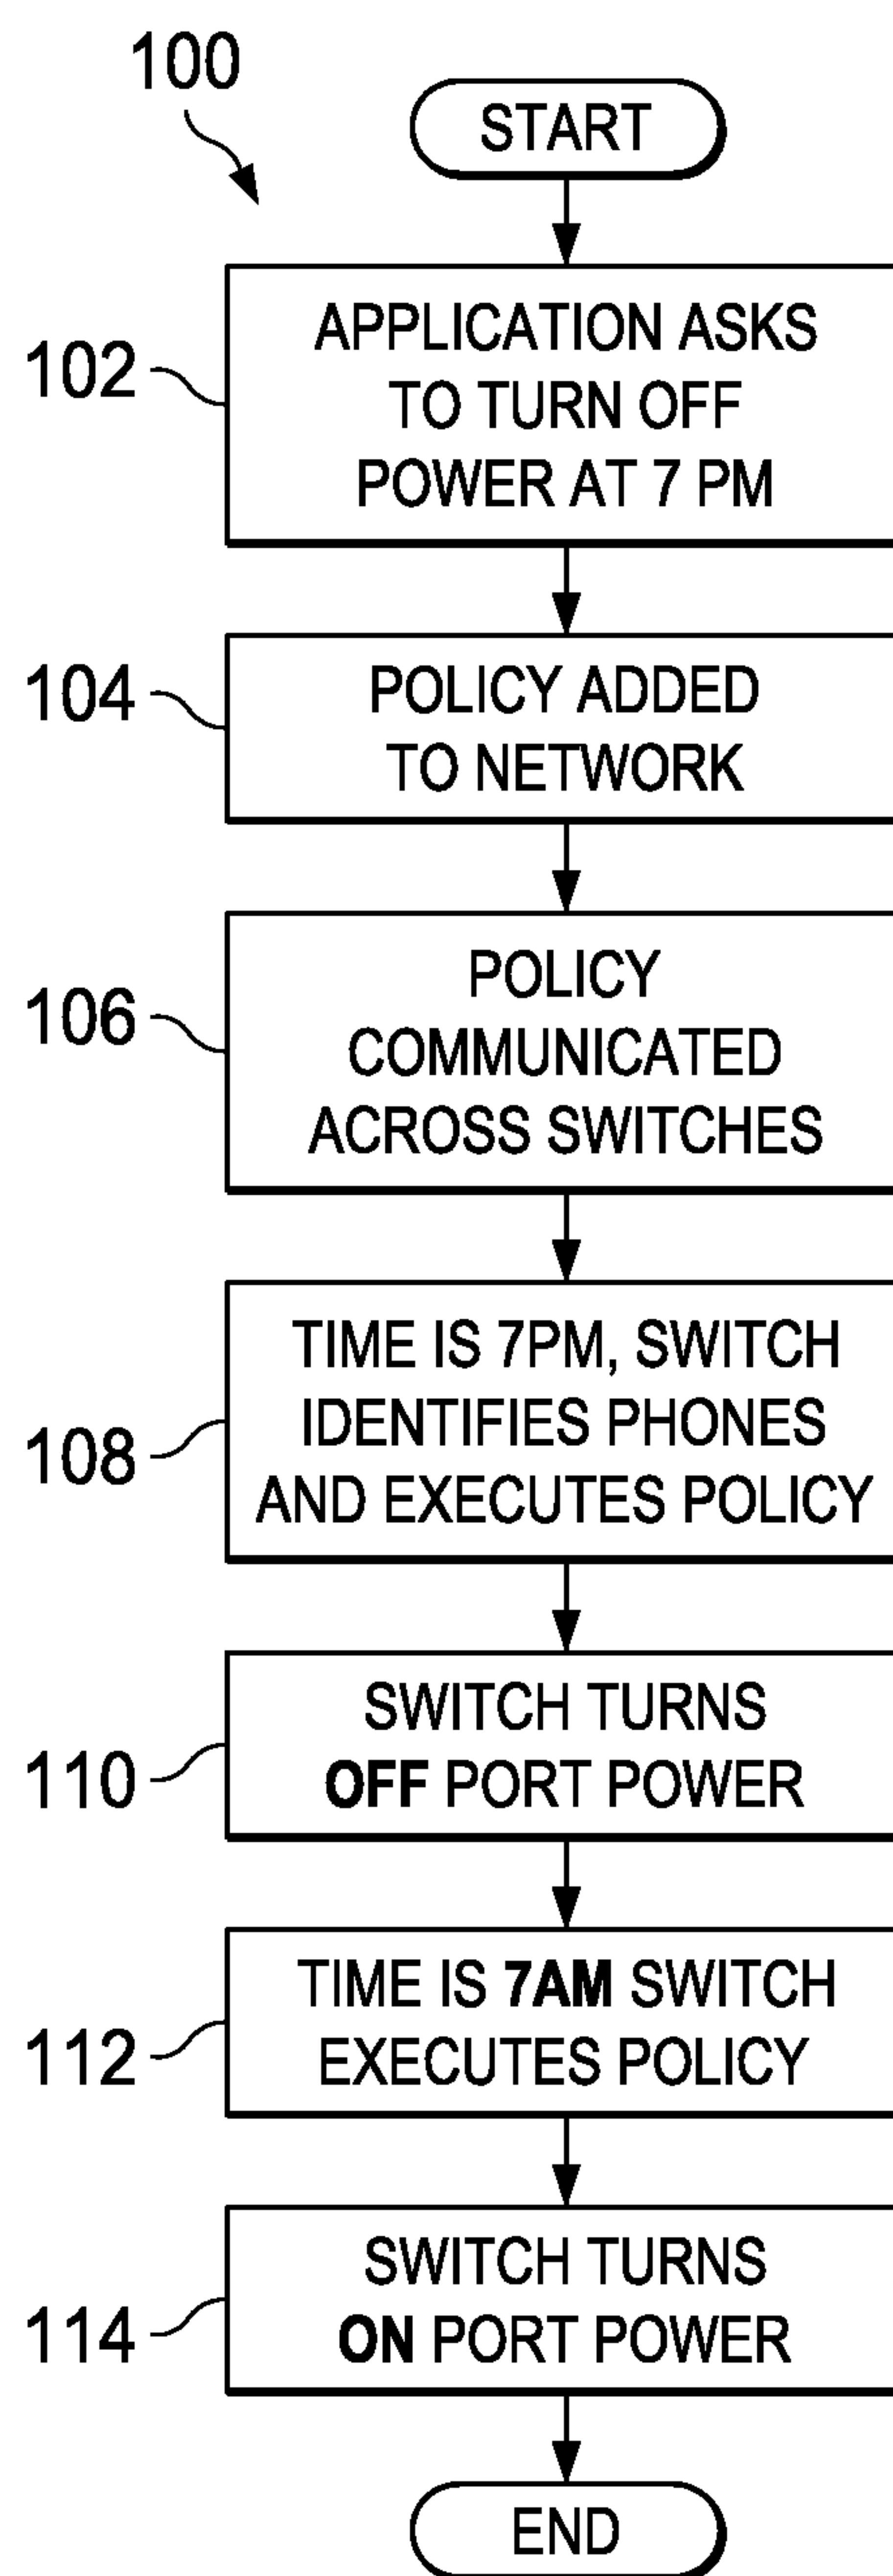 100
START
102
APPLICATION ASKS
TO TURN OFF
POWER AT 7 PM
104
POLICY ADDED
TO NETWORK
106
POLICY
COMMUNICATED
ACROSS SWITCHES
108
TIME IS 7PM, SWITCH
IDENTIFIES PHONES
AND EXECUTES POLICY
110
SWITCH TURNS
OFF PORT POWER
112
TIME IS 7AM SWITCH
EXECUTES POLICY
114
SWITCH TURNS
ON PORT POWER
END